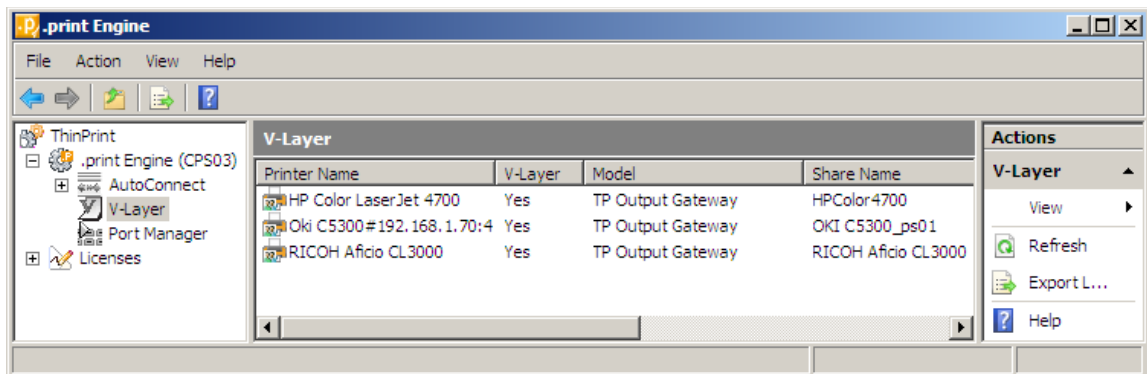 .print Engine
File Action View Help
ThinPrint
.print Engine (CPS03)
AutoConnect
V-Layer
Port Manager
Licenses
V-Layer
Printer Name V-Layer Model Share Name
HP Color LaserJet 4700 Yes TP Output Gateway HPColor4700
Oki C5300#192.168.1.70:4 Yes TP Output Gateway OKI C5300_ps01
RICOH Aficio CL3000 Yes TP Output Gateway RICOH Aficio CL3000
Actions
V-Layer
View
Refresh
Export L...
Help